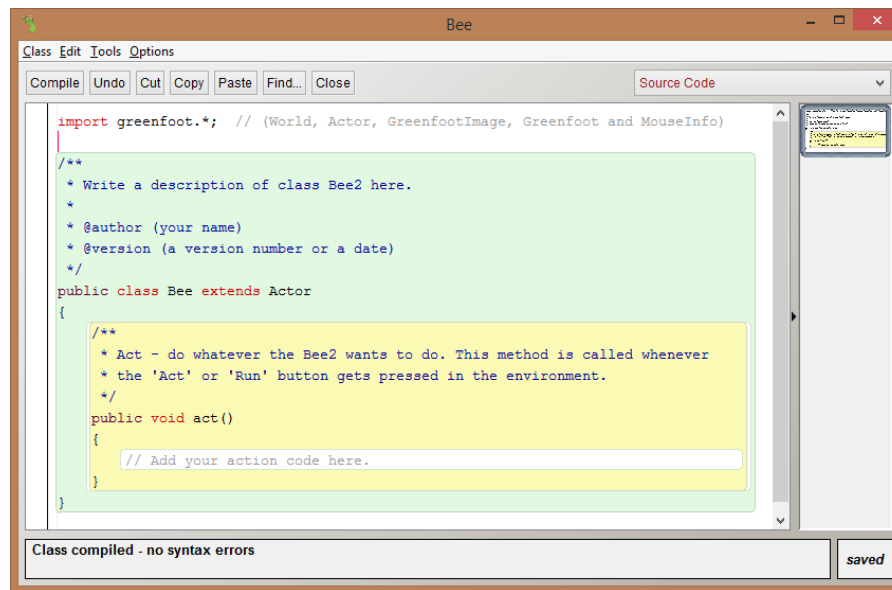 Bee
Class Edit Tools Options
Compile Undo Cut Copy Paste Find... Close Source Code
import greenfoot.*;  // (World, Actor, GreenfootImage, Greenfoot and MouseInfo)
/**
 * Write a description of class Bee2 here.
 *
 * @author (your name)
 * @version (a version number or a date)
 */
public class Bee extends Actor
{
    /**
     * Act - do whatever the Bee2 wants to do. This method is called whenever
     * the 'Act' or 'Run' button gets pressed in the environment.
     */
    public void act()
    {
        // Add your action code here.
    }
}
Class compiled - no syntax errors
saved